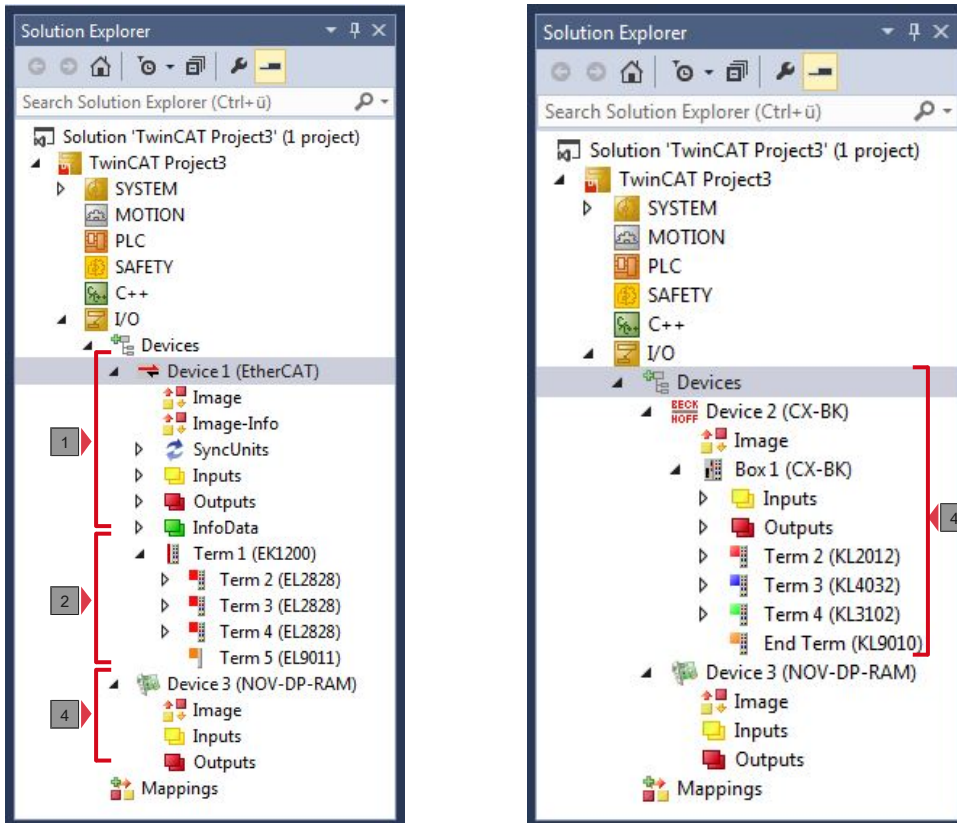 Solution Explorer
Search Solution Explorer (Ctrl+ü)
Solution 'TwinCAT Project3' (1 project)
TwinCAT Project3
SYSTEM
MOTION
PLC
SAFETY
C++
I/O
Devices
Device 1 (EtherCAT)
Image
Image-Info
1
SyncUnits
Inputs
Outputs
InfoData
Term 1 (EK1200)
Term 2 (EL2828)
2
Term 3 (EL2828)
Term 4 (EL2828)
Term 5 (EL9011)
Device 3 (NOV-DP-RAM)
4
Image
Inputs
Outputs
Mappings
Solution Explorer
Search Solution Explorer (Ctrl+ü)
Solution 'TwinCAT Project3' (1 project)
TwinCAT Project3
SYSTEM
MOTION
PLC
SAFETY
C++
I/O
Devices
BECK
HOFF
Device 2 (CX-BK)
Image
Box 1 (CX-BK)
Inputs
4
Outputs
Term 2 (KL2012)
Term 3 (KL4032)
Term 4 (KL3102)
End Term (KL9010)
Device 3 (NOV-DP-RAM)
Image
Inputs
Outputs
Mappings